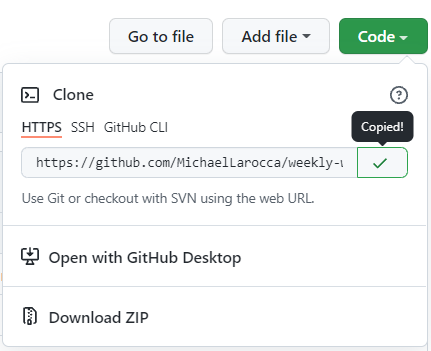 Go to file Add file Code
Clone
HTTPS SSH GitHub CLI Copied!
https://github.com/MichaelLarocca/weekly-
Use Git or checkout with SVN using the web URL.
Open with GitHub Desktop
Download ZIP